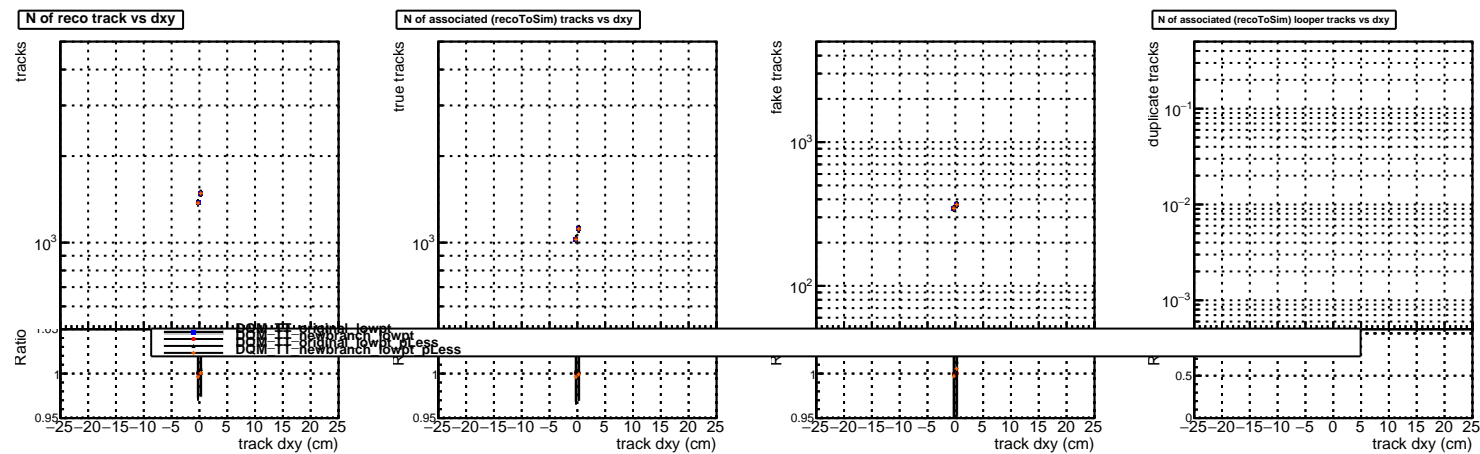 N of reco track vs dxy
tracks
10³
Ratio
1
0.95
−25−20−15−10−5 0 5 10 15 20 25
track dxy (cm)
N of associated (recoToSim) tracks vs dxy
true tracks
10³
1
0.95
−25−20−15−10−5 0 5 10 15 20 25
track dxy (cm)
fake tracks
10³
10²
1
0.95
−25−20−15−10−5 0 5 10 15 20 25
track dxy (cm)
N of associated (recoToSim) looper tracks vs dxy
duplicate tracks
10⁻¹
10⁻²
10⁻³
0.5
0
−25−20−15−10−5 0 5 10 15 20 25
track dxy (cm)
DQM_TT_original_lowpt
DQM_TT_newbranch_lowpt
DQM_TT_original_lowpt_pLess
DQM_TT_newbranch_lowpt_pLess